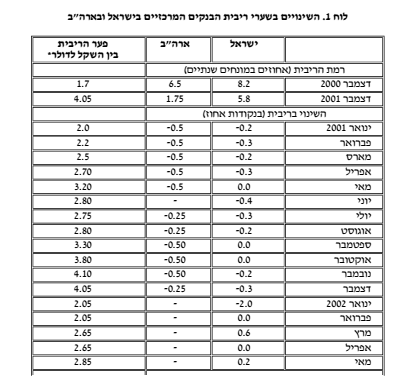 לוח 1. השינויים בשערי ריבית הבנקים המרכזיים בישראל ובארה״ב
ישראל ארה״ב פער הריבית
בין השקל לדולר*
רמת הריבית (אחוזים במונחים שנתיים)
דצמבר 2000 8.2 6.5 1.7
דצמבר 2001 5.8 1.75 4.05
השינוי בריבית (בנקודות אחוז)
ינואר 2001 -0.2 -0.5 2.0
פברואר -0.3 -0.5 2.2
מארס -0.2 -0.5 2.5
אפריל -0.3 -0.5 2.70
מאי 0.0 -0.5 3.20
יוני -0.4 - 2.80
יולי -0.3 -0.25 2.75
אוגוסט -0.2 -0.25 2.80
ספטמבר 0.0 -0.50 3.30
אוקטובר 0.0 -0.50 3.80
נובמבר -0.2 -0.50 4.10
דצמבר -0.3 -0.25 4.05
ינואר 2002 -2.0 - 2.05
פברואר 0.0 - 2.05
מרץ 0.6 - 2.65
אפריל 0.0 - 2.65
מאי 0.2 - 2.85